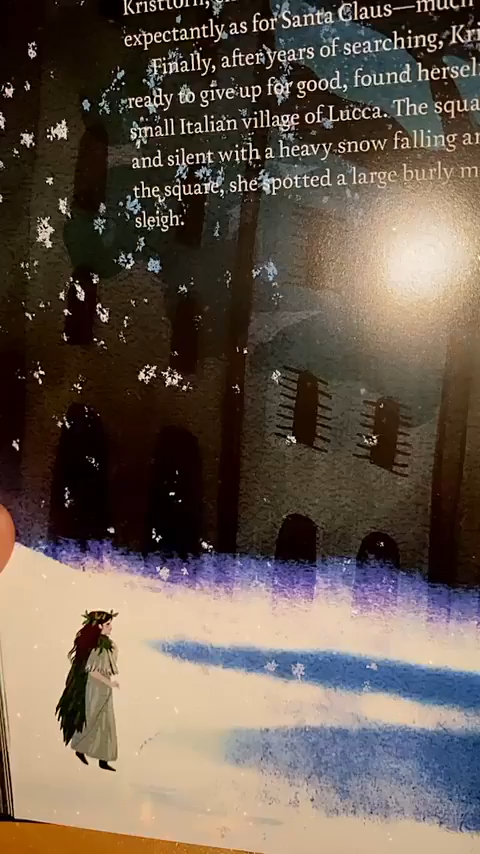 expectantly as for Santa Claus—much
Finally, after years of searching, Kri
ready to give up for good, found hersel
small Italian village of Lucca. The squa
and silent with a heavy snow falling a
the square, she spotted a large burly m
sleigh.